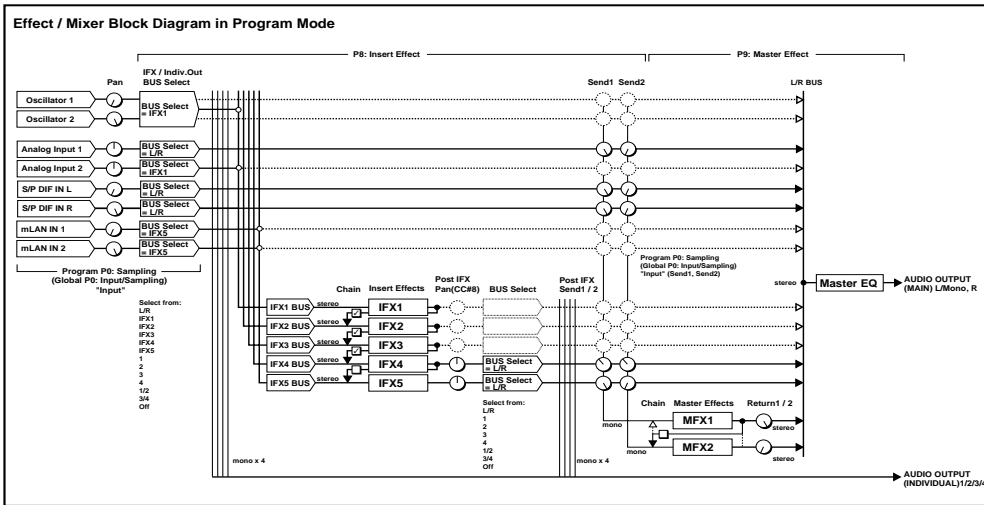 Effect / Mixer Block Diagram in Program Mode
P8: Insert Effect
P9: Master Effect
Pan
IFX / Indiv.Out
BUS Select
Send1 Send2
L/R BUS
Oscillator 1
Oscillator 2
BUS Select
= IFX1
Analog Input 1
BUS Select
= L/R
Analog Input 2
BUS Select
= IFX1
S/P DIF IN L
BUS Select
= L/R
S/P DIF IN R
BUS Select
= L/R
mLAN IN 1
BUS Select
= IFX5
mLAN IN 2
BUS Select
= IFX5
Program P0: Sampling
(Global P0: Input/Sampling)
"Input"
Program P0: Sampling
(Global P0: Input/Sampling)
"Input" (Send1, Send2)
stereo
Master EQ
AUDIO OUTPUT
(MAIN) L/Mono, R
Select from:
L/R
IFX1
IFX2
IFX3
IFX4
IFX5
1
2
3
4
1/2
3/4
Off
Chain
Insert Effects
Post IFX
Pan(CC#8)
BUS Select
Post IFX
Send1 / 2
IFX1 BUS
stereo
IFX1
IFX2 BUS
stereo
IFX2
IFX3 BUS
stereo
IFX3
IFX4 BUS
stereo
IFX4
BUS Select
= L/R
IFX5 BUS
stereo
IFX5
BUS Select
= L/R
Select from:
L/R
1
2
3
4
1/2
3/4
Off
Chain
Master Effects
Return1 / 2
mono
MFX1
stereo
mono
MFX2
stereo
mono x 4
mono x 4
AUDIO OUTPUT
(INDIVIDUAL)1/2/3/4